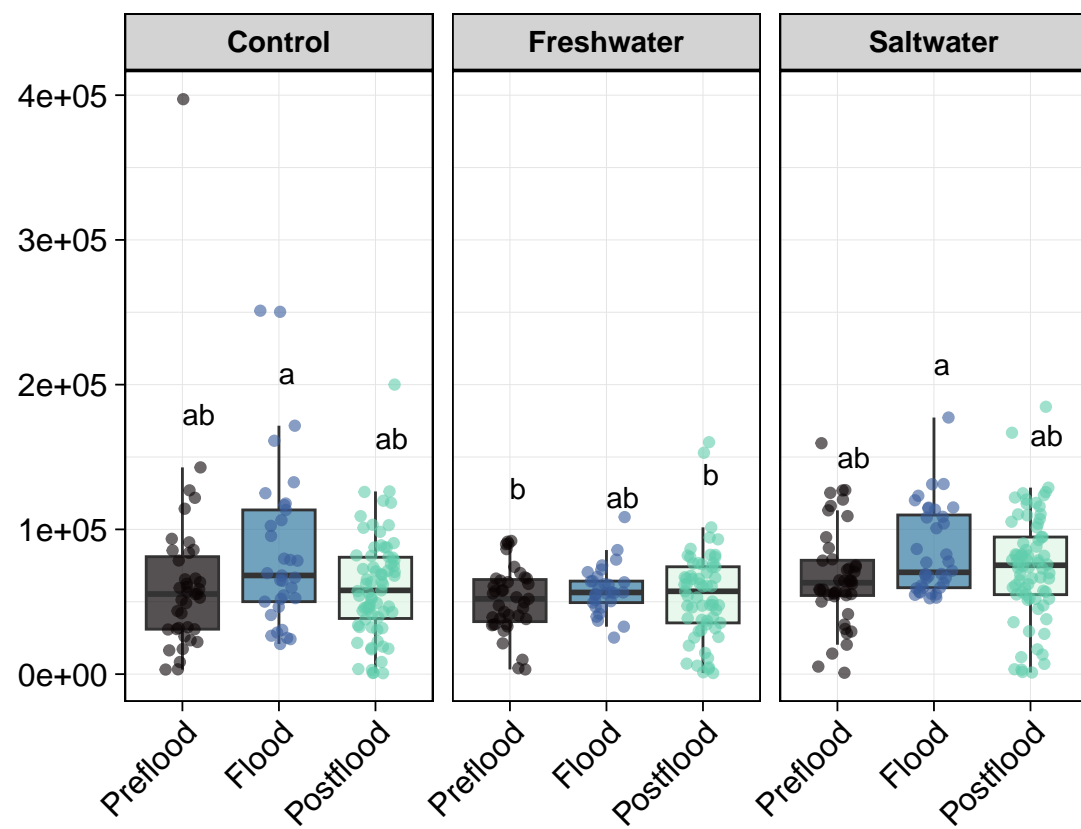 Control Freshwater Saltwater
4e+05
3e+05
2e+05
1e+05
0e+00
ab a ab
b ab b
ab a ab
Preflood Flood Postflood Preflood Flood Postflood Preflood Flood Postflood